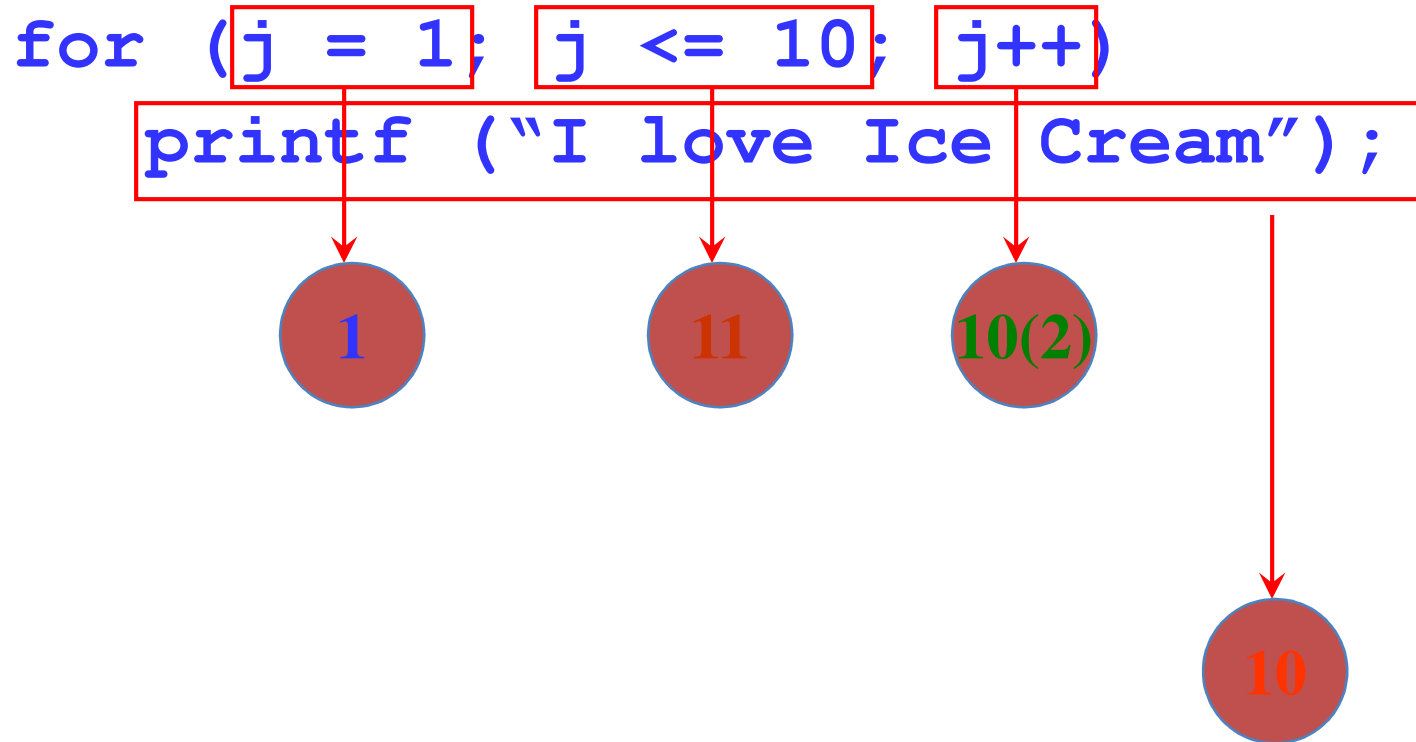 for (j = 1; j <= 10; j++)
printf (“I love Ice Cream”);
1 11 10(2)
10